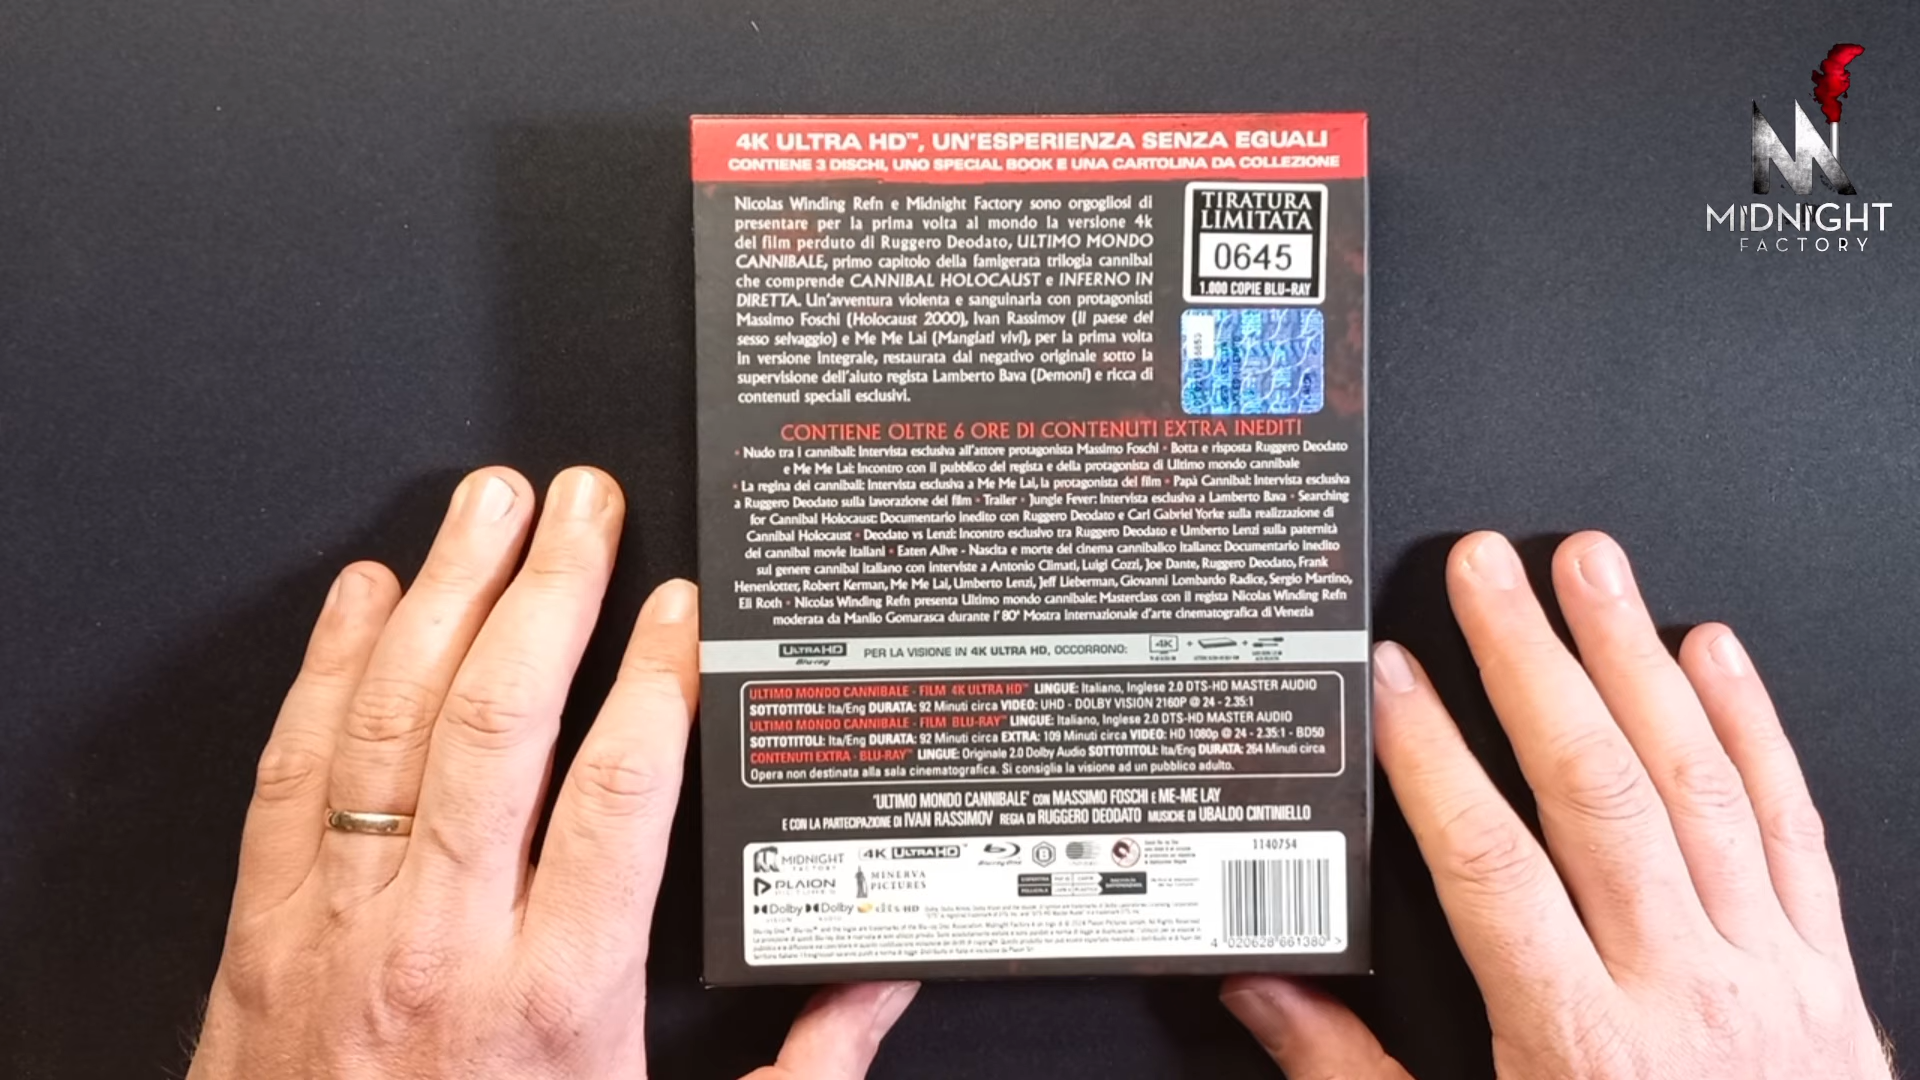 4K ULTRA HD™, UN'ESPERIENZA SENZA EGUALI
CONTIENE 3 DISCHI, UNO SPECIAL BOOK E UNA CARTOLINA DA COLLEZIONE
Nicolas Winding Refn e Midnight Factory sono orgogliosi di
presentare per la prima volta al mondo la versione 4k
del film perduto di Ruggero Deodato, ULTIMO MONDO
CANNIBALE, primo capitolo della famigerata trilogia cannibal
che comprende CANNIBAL HOLOCAUST e INFERNO IN
DIRETTA. Un'avventura violenta e sanguinaria con protagonisti
Massimo Foschi (Holocaust 2000), Ivan Rassimov (Il paese del
sesso selvaggio) e Me Me Lai (Mangiati vivi), per la prima volta
in versione integrale, restaurata dal negativo originale sotto la
supervisione dell'aiuto regista Lamberto Bava (Demoni) e ricca di
contenuti speciali esclusivi.
TIRATURA
LIMITATA
0645
1.000 COPIE BLU-RAY
CONTIENE OLTRE 6 ORE DI CONTENUTI EXTRA INEDITI
• Nudo tra i cannibali: Intervista esclusiva all'attore protagonista Massimo Foschi • Botta e risposta Ruggero Deodato
e Me Me Lai: Incontro con il pubblico del regista e della protagonista di Ultimo mondo cannibale
• La regina dei cannibali: Intervista esclusiva a Me Me Lai, la protagonista del film • Papà Cannibal: Intervista esclusiva
a Ruggero Deodato sulla lavorazione del film • Trailer • Jungle Fever: Intervista esclusiva a Lamberto Bava • Searching
for Cannibal Holocaust: Documentario inedito con Ruggero Deodato e Carl Gabriel Yorke sulla realizzazione di
Cannibal Holocaust • Deodato vs Lenzi: Incontro esclusivo tra Ruggero Deodato e Umberto Lenzi sulla paternità
dei cannibal movie italiani • Eaten Alive - Nascita e morte del cinema cannibalico italiano: Documentario inedito
sul genere cannibal italiano con interviste a Antonio Climati, Luigi Cozzi, Joe Dante, Ruggero Deodato, Frank
Henenlotter, Robert Kerman, Me Me Lai, Umberto Lenzi, Jeff Lieberman, Giovanni Lombardo Radice, Sergio Martino,
Eli Roth • Nicolas Winding Refn presenta Ultimo mondo cannibale: Masterclass con il regista Nicolas Winding Refn
moderata da Manlio Gomarasca durante l'80ª Mostra Internazionale d'arte cinematografica di Venezia
ULTRA HD Blu-ray PER LA VISIONE IN 4K ULTRA HD, OCCORRONO: 4K + +
ULTIMO MONDO CANNIBALE - FILM 4K ULTRA HD™ LINGUE: Italiano, Inglese 2.0 DTS-HD MASTER AUDIO
SOTTOTITOLI: Ita/Eng DURATA: 92 Minuti circa VIDEO: UHD - DOLBY VISION 2160P @ 24 - 2.35:1
ULTIMO MONDO CANNIBALE - FILM BLU-RAY™ LINGUE: Italiano, Inglese 2.0 DTS-HD MASTER AUDIO
SOTTOTITOLI: Ita/Eng DURATA: 92 Minuti circa EXTRA: 109 Minuti circa VIDEO: HD 1080p @ 24 - 2.35:1 - BD50
CONTENUTI EXTRA - BLU-RAY™ LINGUE: Originale 2.0 Dolby Audio SOTTOTITOLI: Ita/Eng DURATA: 264 Minuti circa
Opera non destinata alla sala cinematografica. Si consiglia la visione ad un pubblico adulto.
"ULTIMO MONDO CANNIBALE" CON MASSIMO FOSCHI E ME-ME LAY
E CON LA PARTECIPAZIONE DI IVAN RASSIMOV REGIA DI RUGGERO DEODATO MUSICHE DI UBALDO CINTINIELLO
MIDNIGHT FACTORY 4K ULTRA HD™ Blu-ray Disc B
PLAION PICTURES MINERVA PICTURES
Dolby VISION Dolby AUDIO dts-HD
1140754
4 020628 661380 >
MIDNIGHT
FACTORY